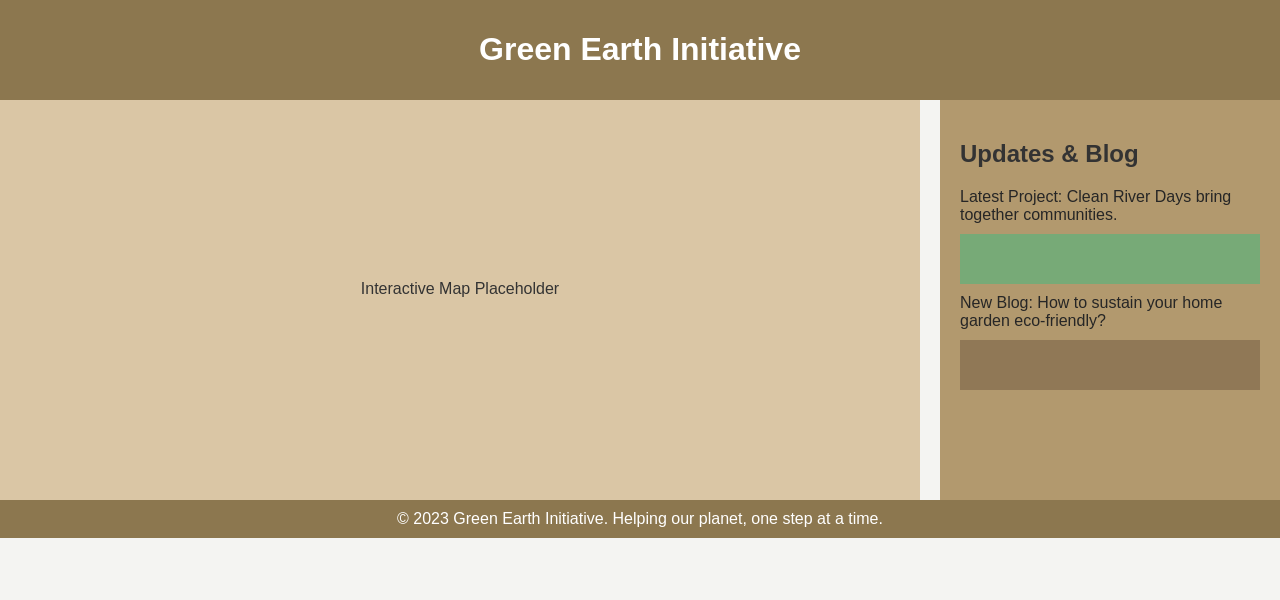 Green Earth Initiative
Interactive Map Placeholder
Updates & Blog
Latest Project: Clean River Days bring
together communities.
New Blog: How to sustain your home
garden eco-friendly?
© 2023 Green Earth Initiative. Helping our planet, one step at a time.